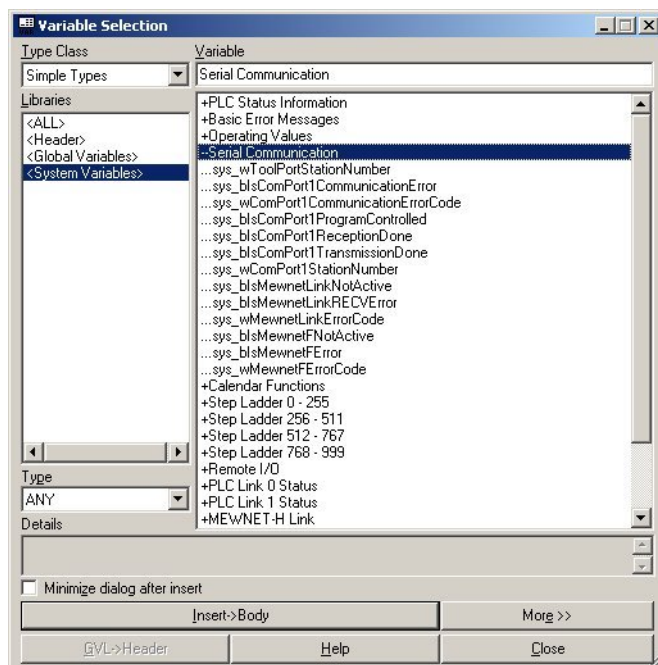 Variable Selection
Type Class
Simple Types
Libraries
<ALL>
<Header>
<Global Variables>
<System Variables>
Type
ANY
Variable
Serial Communication
+PLC Status Information
+Basic Error Messages
+Operating Values
--Serial Communication
...sys_wToolPortStationNumber
...sys_bIsComPort1CommunicationError
...sys_wComPort1CommunicationErrorCode
...sys_bIsComPort1ProgramControlled
...sys_bIsComPort1ReceptionDone
...sys_bIsComPort1TransmissionDone
...sys_wComPort1StationNumber
...sys_bIsMewnetLinkNotActive
...sys_bIsMewnetLinkRECVError
...sys_wMewnetLinkErrorCode
...sys_bIsMewnetFNotActive
...sys_bIsMewnetFError
...sys_wMewnetFErrorCode
+Calendar Functions
+Step Ladder 0 - 255
+Step Ladder 256 - 511
+Step Ladder 512 - 767
+Step Ladder 768 - 999
+Remote I/O
+PLC Link 0 Status
+PLC Link 1 Status
+MEWNET-H Link
Details
Minimize dialog after insert
Insert->Body
More >>
GVL->Header
Help
Close